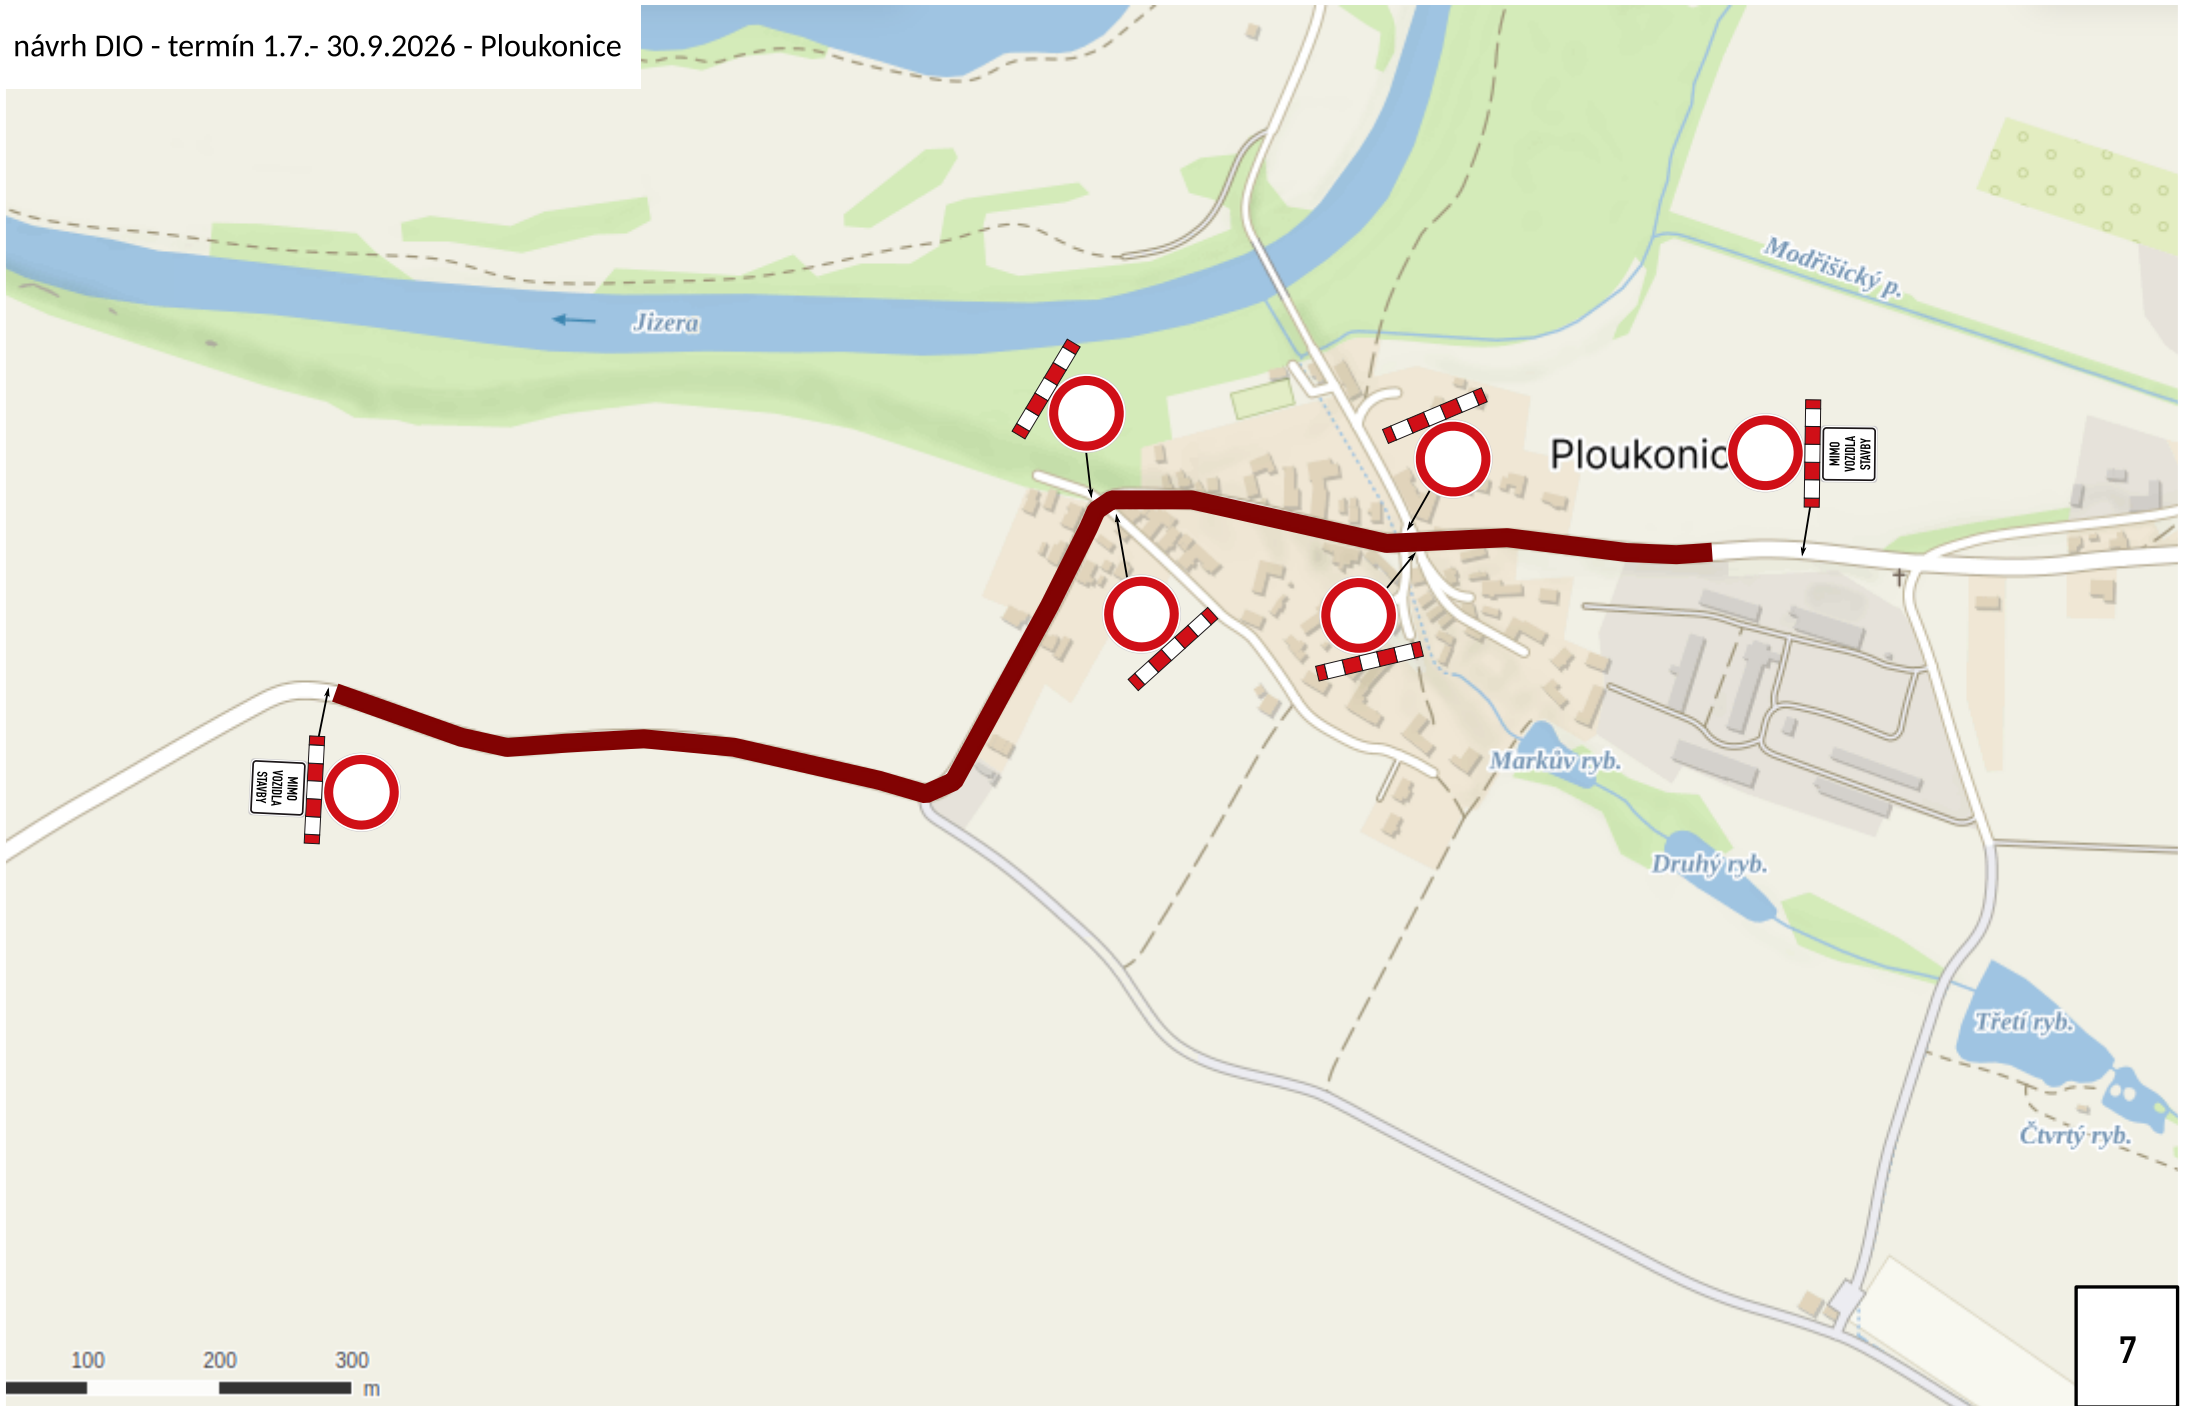 návrh DIO - termín 1.7.- 30.9.2026 - Ploukonice
Modřišický p.
Jizera
Ploukonic
MIMO
VOZIDLA
STAVBY
MIMO
VOZIDLA
STAVBY
Markův ryb.
Druhý ryb.
Třetí ryb.
Čtvrtý ryb.
100 200 300
m
7